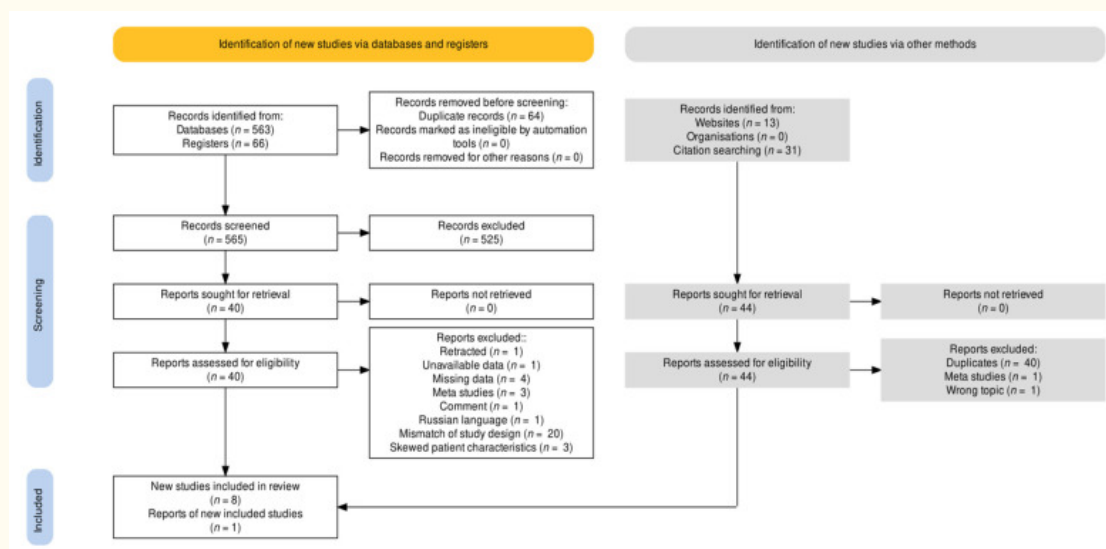 Identification of new studies via databases and registers
Identification of new studies via other methods
Identification
Records identified from:
Databases (n = 563)
Registers (n = 66)
Records removed before screening:
Duplicate records (n = 64)
Records marked as ineligible by automation
tools (n = 0)
Records removed for other reasons (n = 0)
Records identified from:
Websites (n = 13)
Organisations (n = 0)
Citation searching (n = 31)
Screening
Records screened
(n = 565)
Records excluded
(n = 525)
Reports sought for retrieval
(n = 40)
Reports not retrieved
(n = 0)
Reports sought for retrieval
(n = 44)
Reports not retrieved
(n = 0)
Reports assessed for eligibility
(n = 40)
Reports excluded::
Retracted (n = 1)
Unavailable data (n = 1)
Missing data (n = 4)
Meta studies (n = 3)
Comment (n = 1)
Russian language (n = 1)
Mismatch of study design (n = 20)
Skewed patient characteristics (n = 3)
Reports assessed for eligibility
(n = 44)
Reports excluded:
Duplicates (n = 40)
Meta studies (n = 1)
Wrong topic (n = 1)
Included
New studies included in review
(n = 8)
Reports of new included studies
(n = 1)